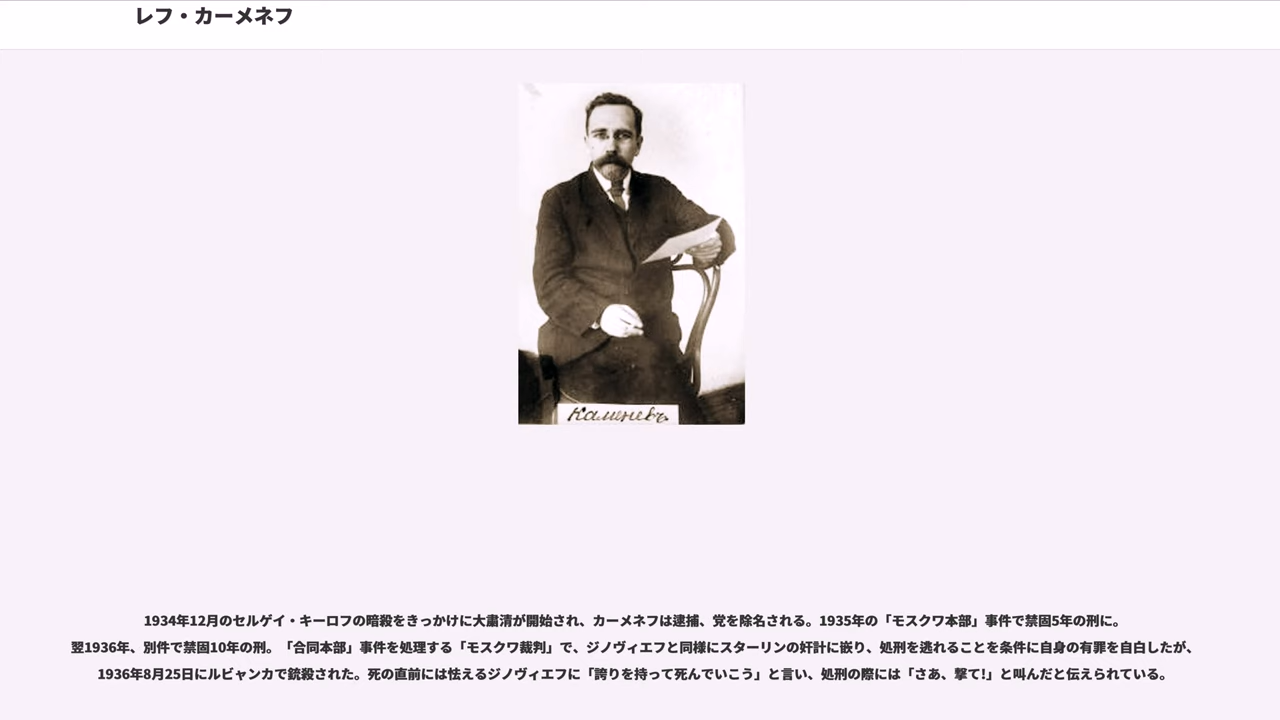 レフ・カーメネフ
Каменевъ
1934年12月のセルゲイ・キーロフの暗殺をきっかけに大粛清が開始され、カーメネフは逮捕、党を除名される。1935年の「モスクワ本部」事件で禁固5年の刑に。
翌1936年、別件で禁固10年の刑。「合同本部」事件を処理する「モスクワ裁判」で、ジノヴィエフと同様にスターリンの奸計に嵌り、処刑を逃れることを条件に自身の有罪を自白したが、
1936年8月25日にルビャンカで銃殺された。死の直前には怯えるジノヴィエフに「誇りを持って死んでいこう」と言い、処刑の際には「さあ、撃て!」と叫んだと伝えられている。